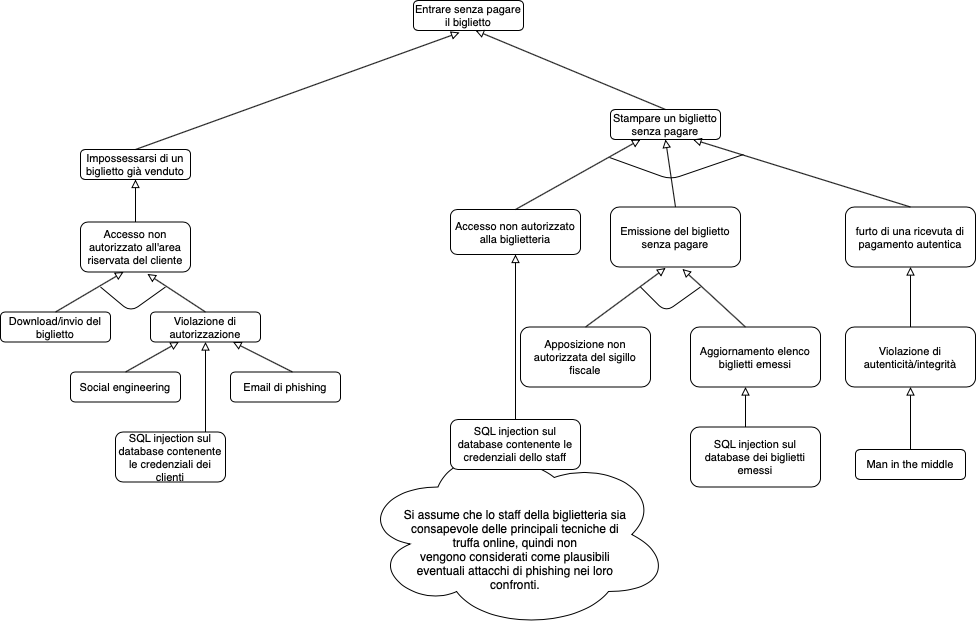 Entrare senza pagare
il biglietto
Stampare un biglietto
senza pagare
Impossessarsi di un
biglietto già venduto
Accesso non
autorizzato all'area
riservata del cliente
Accesso non autorizzato
alla biglietteria
Emissione del biglietto
senza pagare
furto di una ricevuta di
pagamento autentica
Download/invio del
biglietto
Violazione di
autorizzazione
Apposizione non
autorizzata del sigillo
fiscale
Aggiornamento elenco
biglietti emessi
Violazione di
autenticità/integrità
Social engineering
Email di phishing
SQL injection sul
database contenente
le credenziali dei
clienti
SQL injection sul
database contenente le
credenziali dello staff
SQL injection sul
database dei biglietti
emessi
Man in the middle
Si assume che lo staff della biglietteria sia
consapevole delle principali tecniche di
truffa online, quindi non
vengono considerati come plausibili
eventuali attacchi di phishing nei loro
confronti.